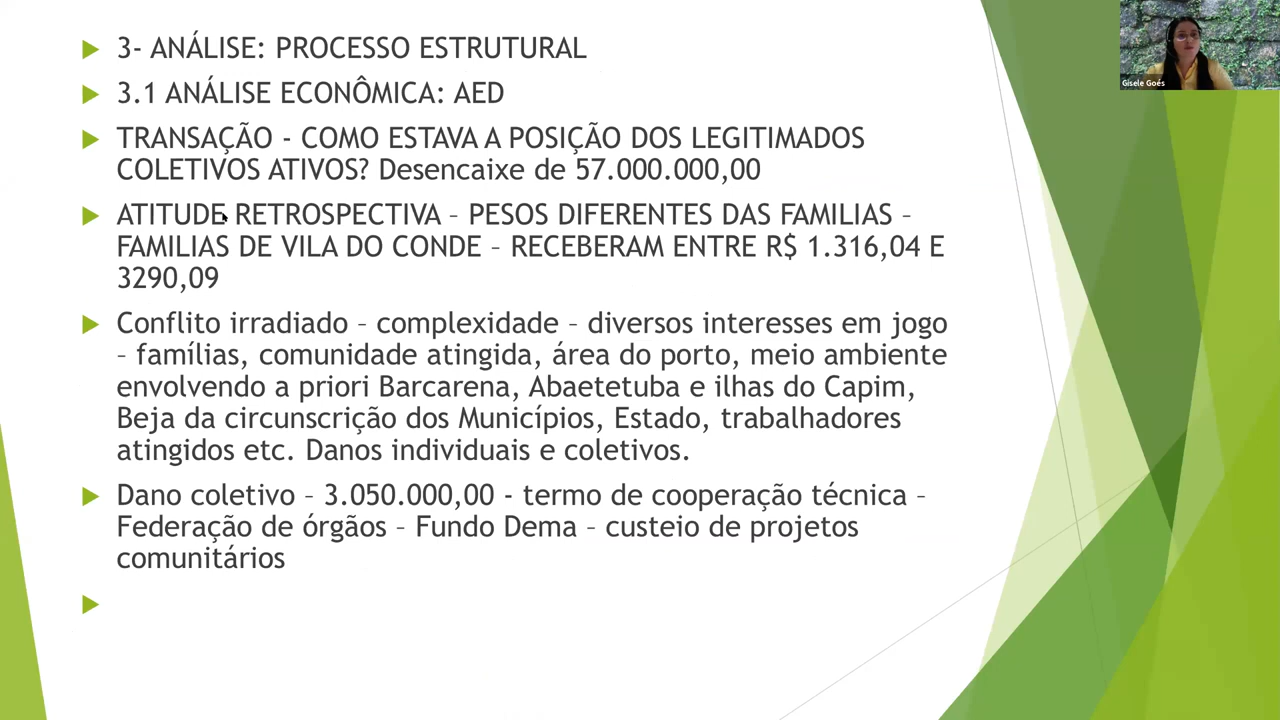 3- ANÁLISE: PROCESSO ESTRUTURAL
3.1 ANÁLISE ECONÔMICA: AED
TRANSAÇÃO - COMO ESTAVA A POSIÇÃO DOS LEGITIMADOS
COLETIVOS ATIVOS? Desencaixe de 57.000.000,00
ATITUDE RETROSPECTIVA – PESOS DIFERENTES DAS FAMILIAS –
FAMILIAS DE VILA DO CONDE – RECEBERAM ENTRE R$ 1.316,04 E
3290,09
Conflito irradiado – complexidade – diversos interesses em jogo
– famílias, comunidade atingida, área do porto, meio ambiente
envolvendo a priori Barcarena, Abaetetuba e ilhas do Capim,
Beja da circunscrição dos Municípios, Estado, trabalhadores
atingidos etc. Danos individuais e coletivos.
Dano coletivo – 3.050.000,00 - termo de cooperação técnica –
Federação de órgãos – Fundo Dema – custeio de projetos
comunitários
Gisele Goés